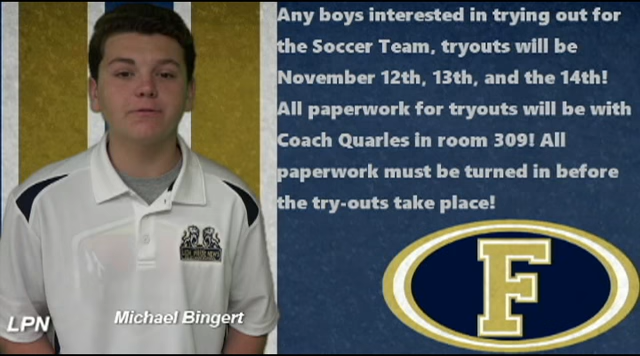 Any boys interested in trying out for
the Soccer Team, tryouts will be
November 12th, 13th, and the 14th!
All paperwork for tryouts will be with
Coach Quarles in room 309! All
paperwork must be turned in before
the try-outs take place!
F
LPN
Michael Bingert